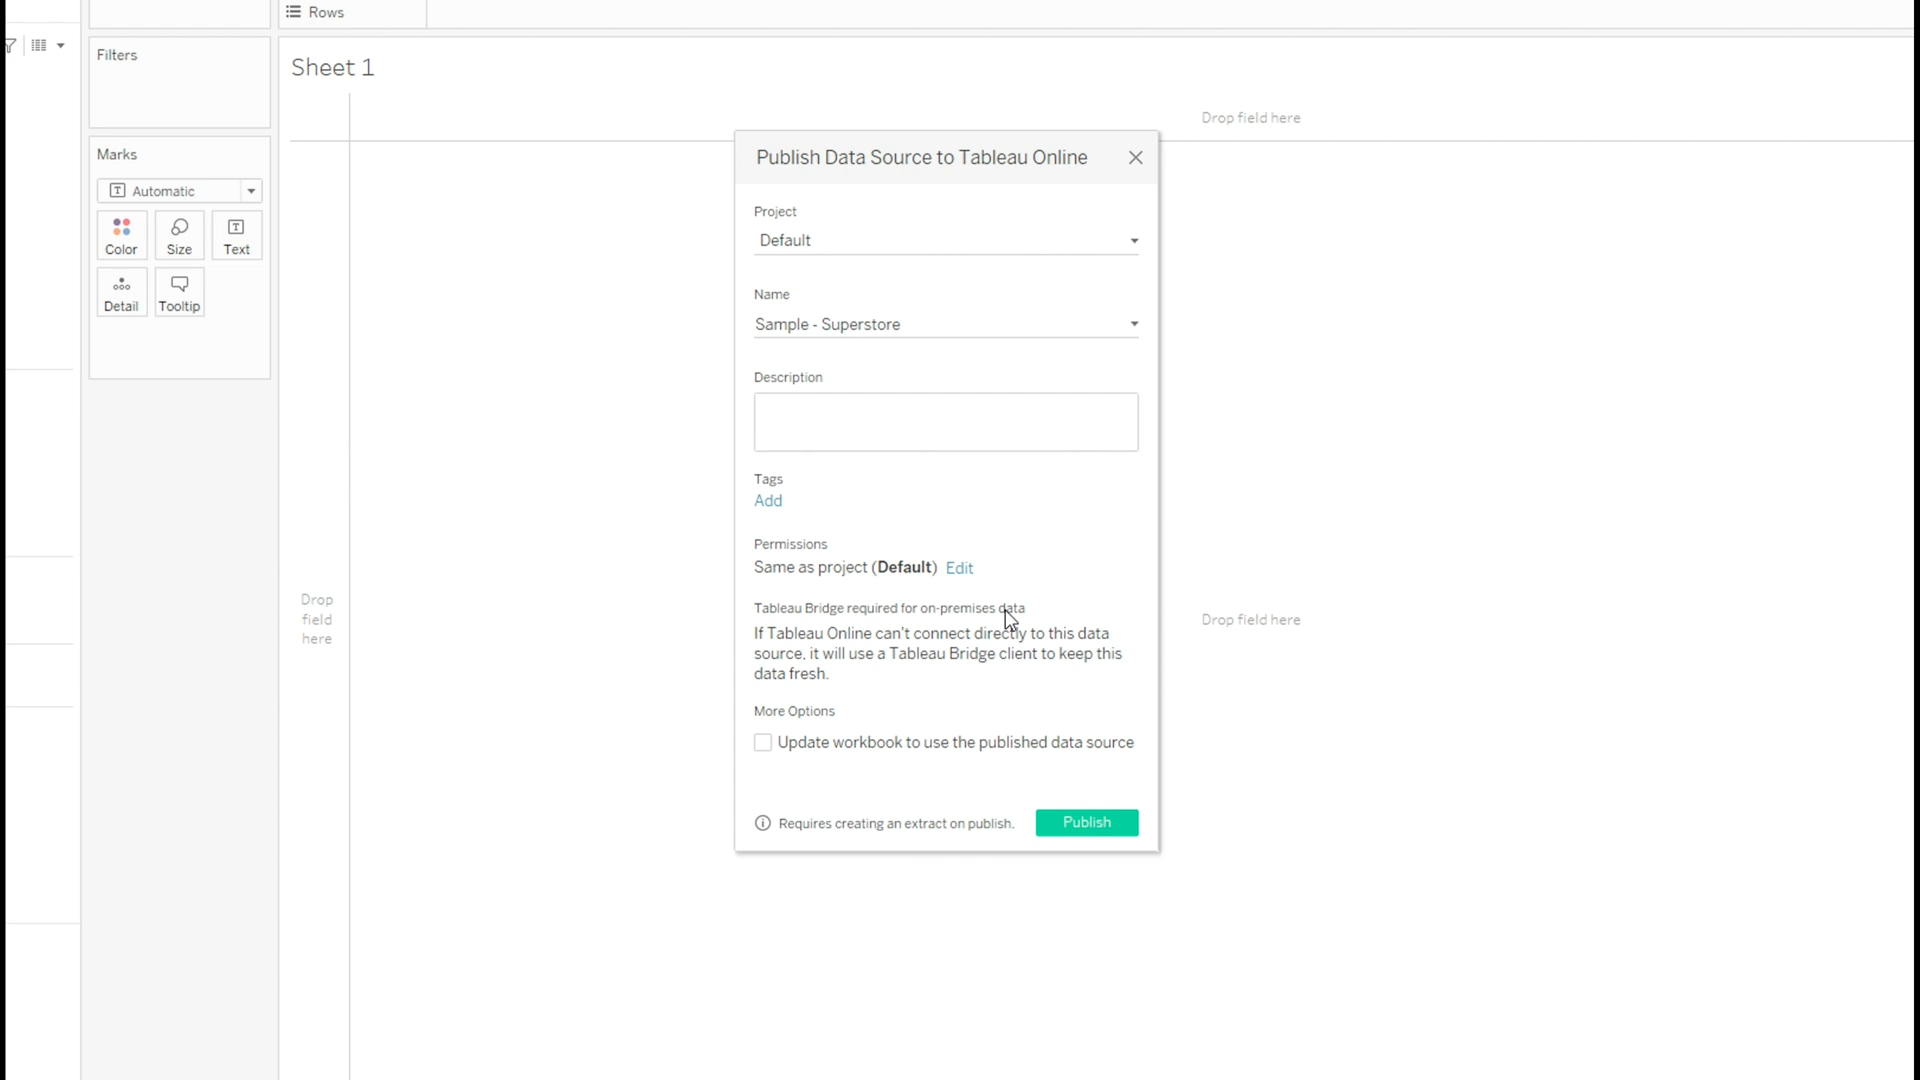 Rows
Filters
Sheet 1
Drop field here
Marks
Automatic
Color
Size
Text
Detail
Tooltip
Drop
field
here
Publish Data Source to Tableau Online
Project
Default
Name
Sample - Superstore
Description
Tags
Add
Permissions
Same as project (Default) Edit
Tableau Bridge required for on-premises data
If Tableau Online can't connect directly to this data
source, it will use a Tableau Bridge client to keep this
data fresh.
More Options
Update workbook to use the published data source
Requires creating an extract on publish.
Publish
Drop field here